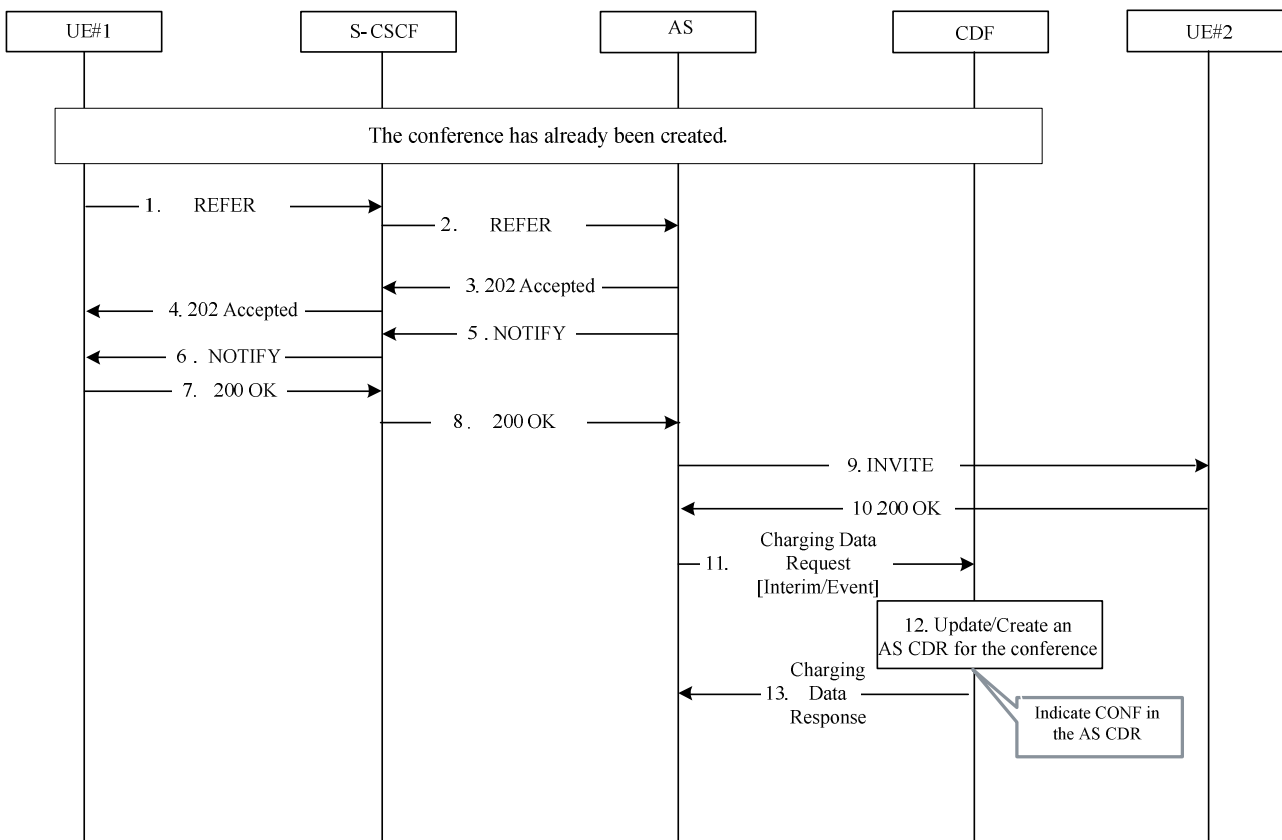 UE#1
S-CSCF
AS
CDF
UE#2
The conference has already been created.
1. REFER
2. REFER
3. 202 Accepted
4. 202 Accepted
5 . NOTIFY
6 . NOTIFY
7. 200 OK
8. 200 OK
9. INVITE
10.200 OK
Charging Data
11. Request
[Interim/Event]
12. Update/Create an
AS CDR for the conference
Charging
13. Data
Response
Indicate CONF in
the AS CDR